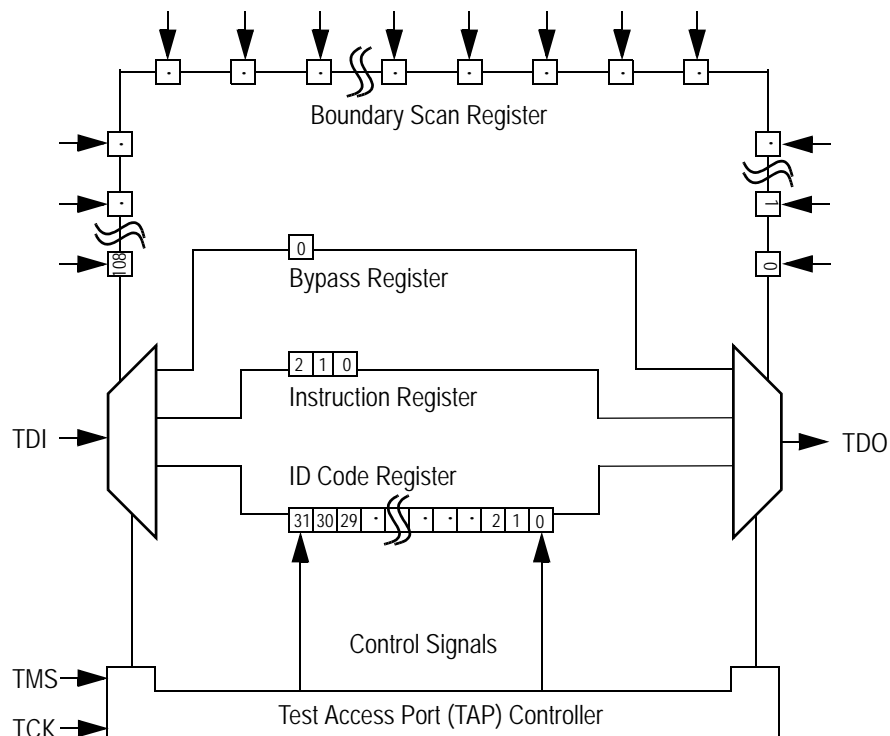 Boundary Scan Register
108
1
0
0
Bypass Register
2 1 0
Instruction Register
TDI
TDO
ID Code Register
31 30 29 · · · · 2 1 0
Control Signals
TMS
Test Access Port (TAP) Controller
TCK